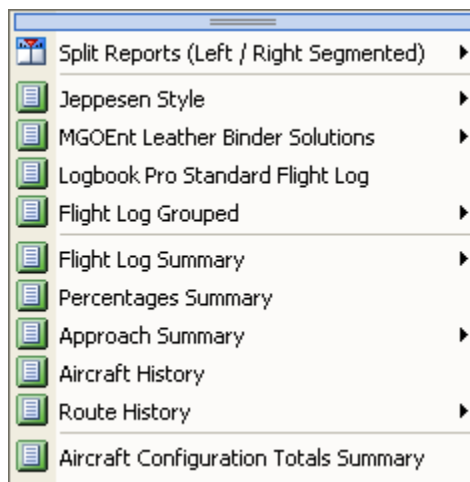 Split Reports (Left / Right Segmented)
Jeppesen Style
MGOEnt Leather Binder Solutions
Logbook Pro Standard Flight Log
Flight Log Grouped
Flight Log Summary
Percentages Summary
Approach Summary
Aircraft History
Route History
Aircraft Configuration Totals Summary